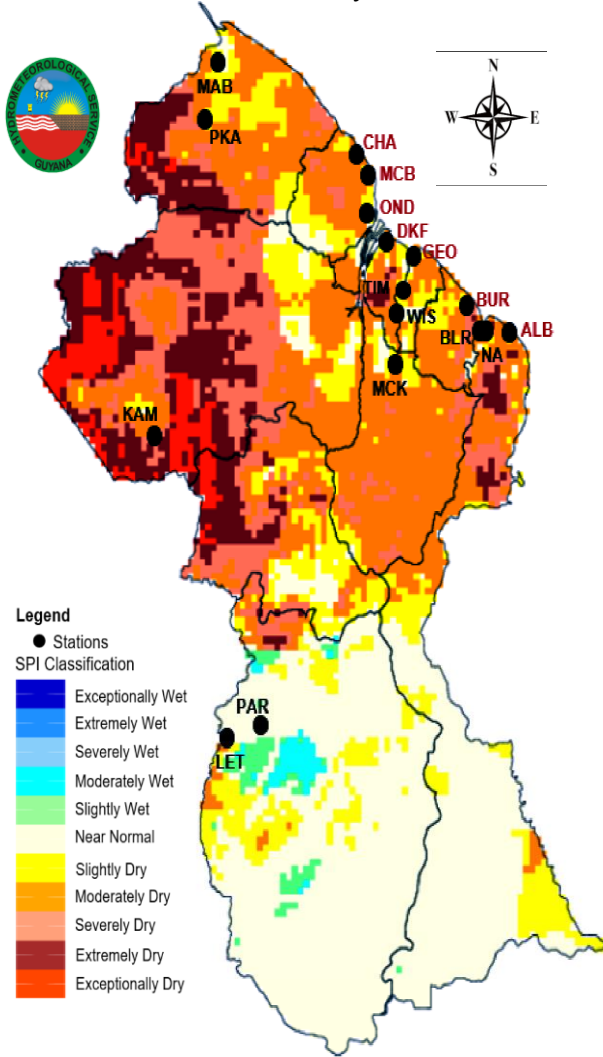 HYDROMETEOROLOGICAL SERVICE
GUYANA
N
W
E
S
MAB
PKA
CHA
MCB
OND
DKF
GEO
TIM
WIS
BUR
BLR
NA
ALB
MCK
KAM
PAR
LET
Legend
Stations
SPI Classification
Exceptionally Wet
Extremely Wet
Severely Wet
Moderately Wet
Slightly Wet
Near Normal
Slightly Dry
Moderately Dry
Severely Dry
Extremely Dry
Exceptionally Dry